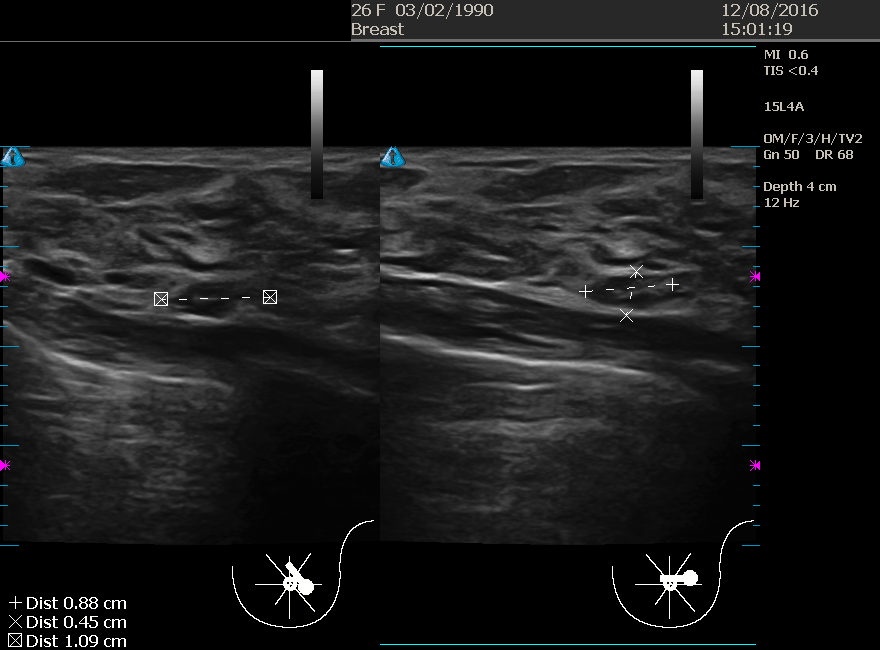 26 F 03/02/1990 12/08/2016
Breast 15:01:19
MI 0.6
TIS <0.4
15L4A
OM/F/3/H/TV2
Gn 50 DR 68
Depth 4 cm
12 Hz
Dist 0.88 cm
Dist 0.45 cm
Dist 1.09 cm